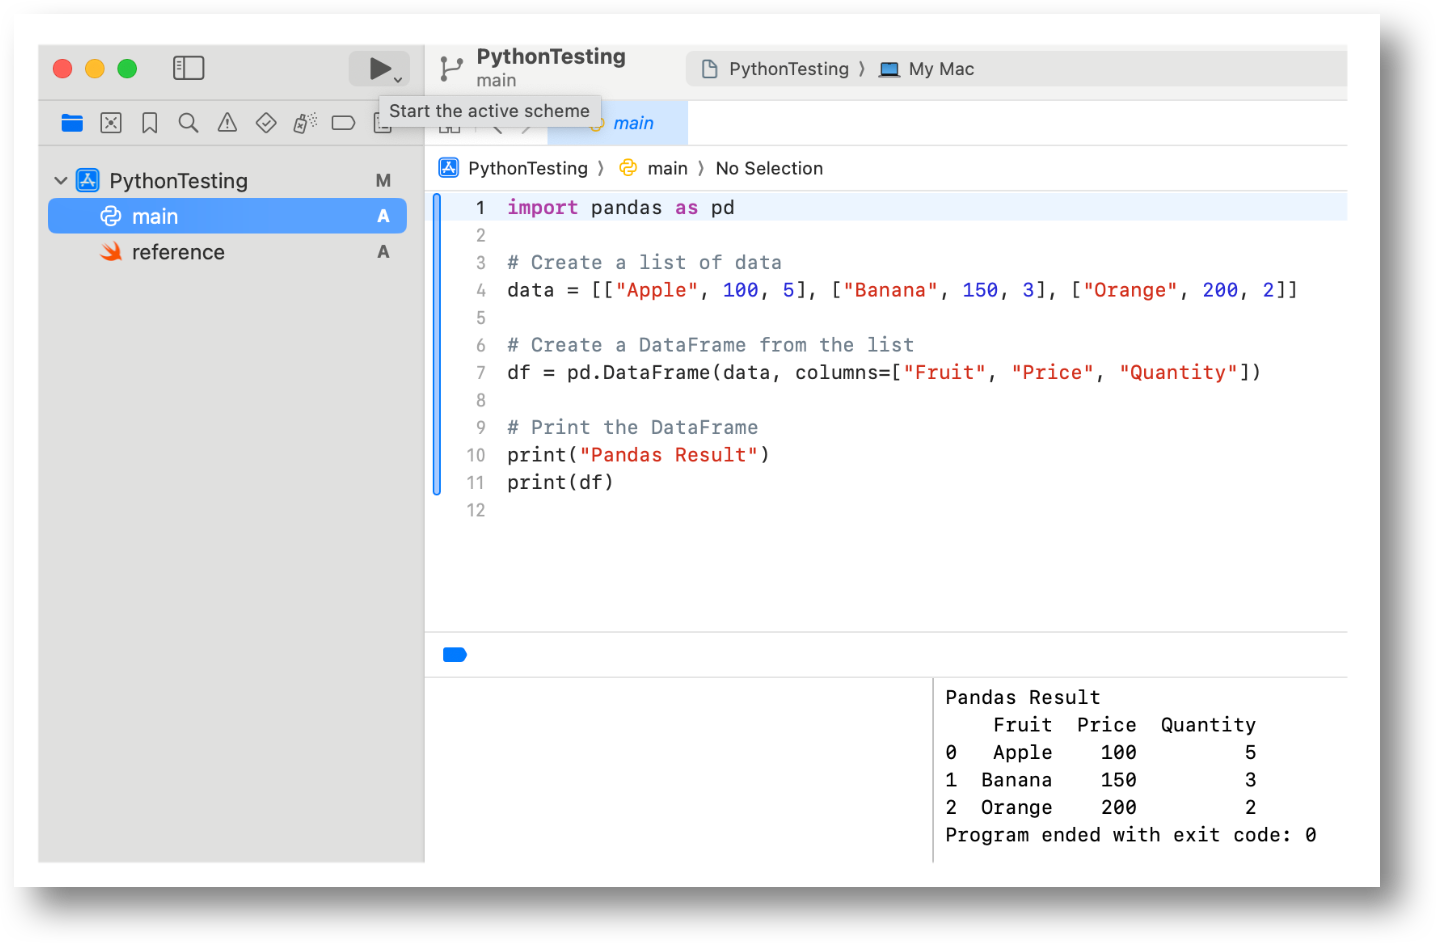 PythonTesting
main
PythonTesting 〉 My Mac
Start the active scheme
main
PythonTesting M
main A
reference A
PythonTesting 〉 main 〉 No Selection
1 import pandas as pd
2
3 # Create a list of data
4 data = [["Apple", 100, 5], ["Banana", 150, 3], ["Orange", 200, 2]]
5
6 # Create a DataFrame from the list
7 df = pd.DataFrame(data, columns=["Fruit", "Price", "Quantity"])
8
9 # Print the DataFrame
10 print("Pandas Result")
11 print(df)
12
Pandas Result
Fruit Price Quantity
0 Apple 100 5
1 Banana 150 3
2 Orange 200 2
Program ended with exit code: 0